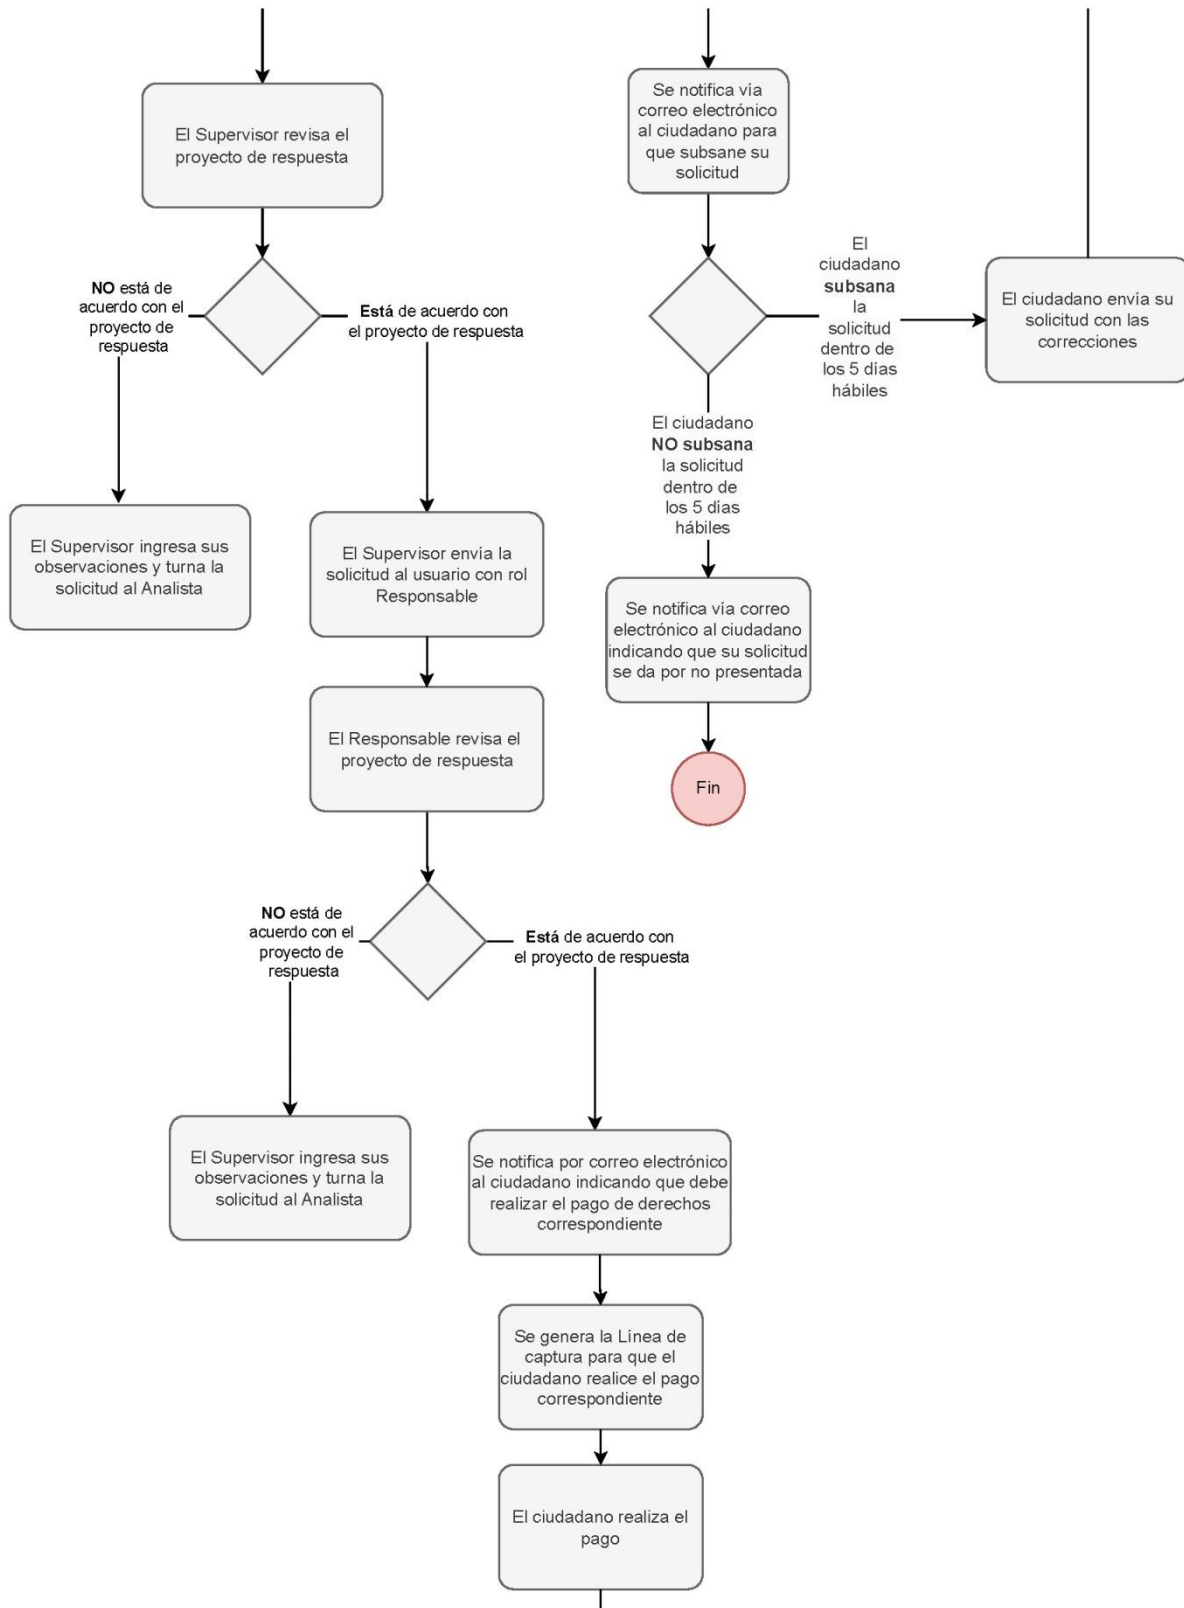 El Supervisor revisa el
proyecto de respuesta
NO está de
acuerdo con el
proyecto de
respuesta
Está de acuerdo con
el proyecto de respuesta
El Supervisor ingresa sus
observaciones y turna la
solicitud al Analista
El Supervisor envía la
solicitud al usuario con rol
Responsable
El Responsable revisa el
proyecto de respuesta
NO está de
acuerdo con el
proyecto de
respuesta
Está de acuerdo con
el proyecto de respuesta
El Supervisor ingresa sus
observaciones y turna la
solicitud al Analista
Se notifica por correo electrónico
al ciudadano indicando que debe
realizar el pago de derechos
correspondiente
Se genera la Línea de
captura para que el
ciudadano realice el pago
correspondiente
El ciudadano realiza el
pago
Se notifica vía
correo electrónico
al ciudadano para
que subsane su
solicitud
El
ciudadano
subsana
la
solicitud
dentro de
los 5 días
hábiles
El ciudadano envía su
solicitud con las
correcciones
El ciudadano
NO subsana
la solicitud
dentro de
los 5 días
hábiles
Se notifica vía correo
electrónico al ciudadano
indicando que su solicitud
se da por no presentada
Fin